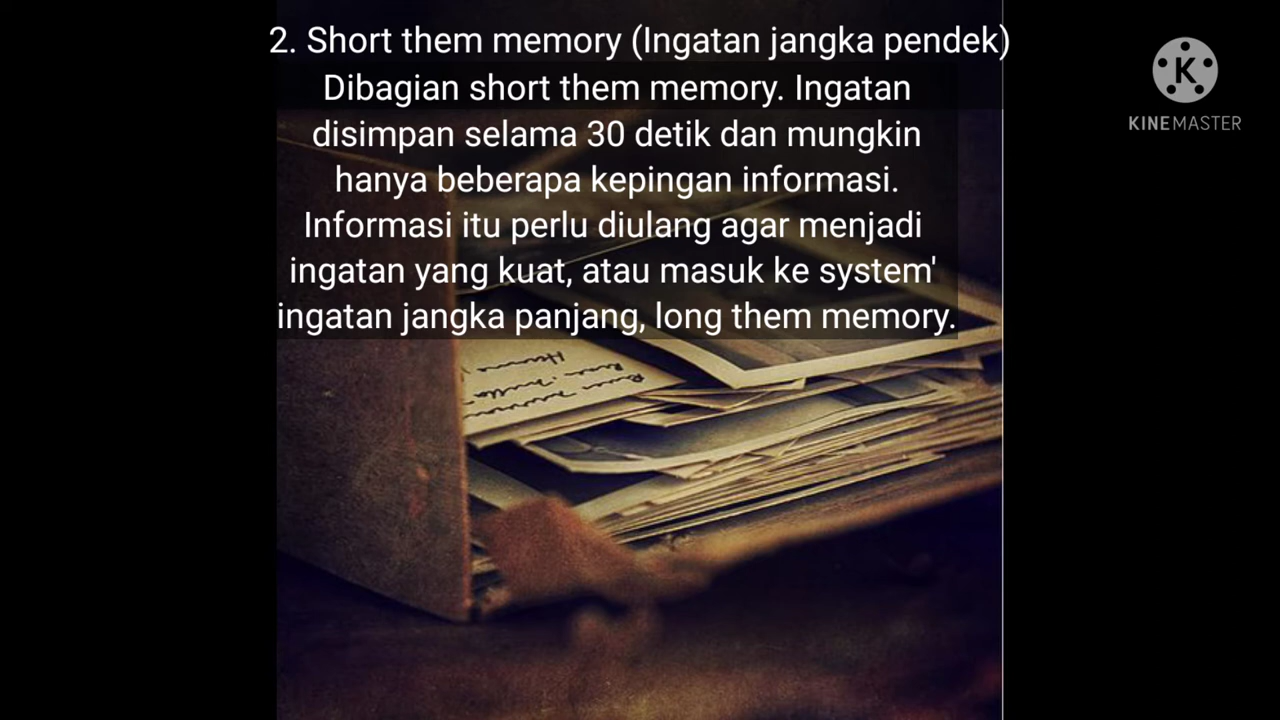 2. Short them memory (Ingatan jangka pendek)
Dibagian short them memory. Ingatan
disimpan selama 30 detik dan mungkin
hanya beberapa kepingan informasi.
Informasi itu perlu diulang agar menjadi
ingatan yang kuat, atau masuk ke system'
ingatan jangka panjang, long them memory.
K
KINEMASTER